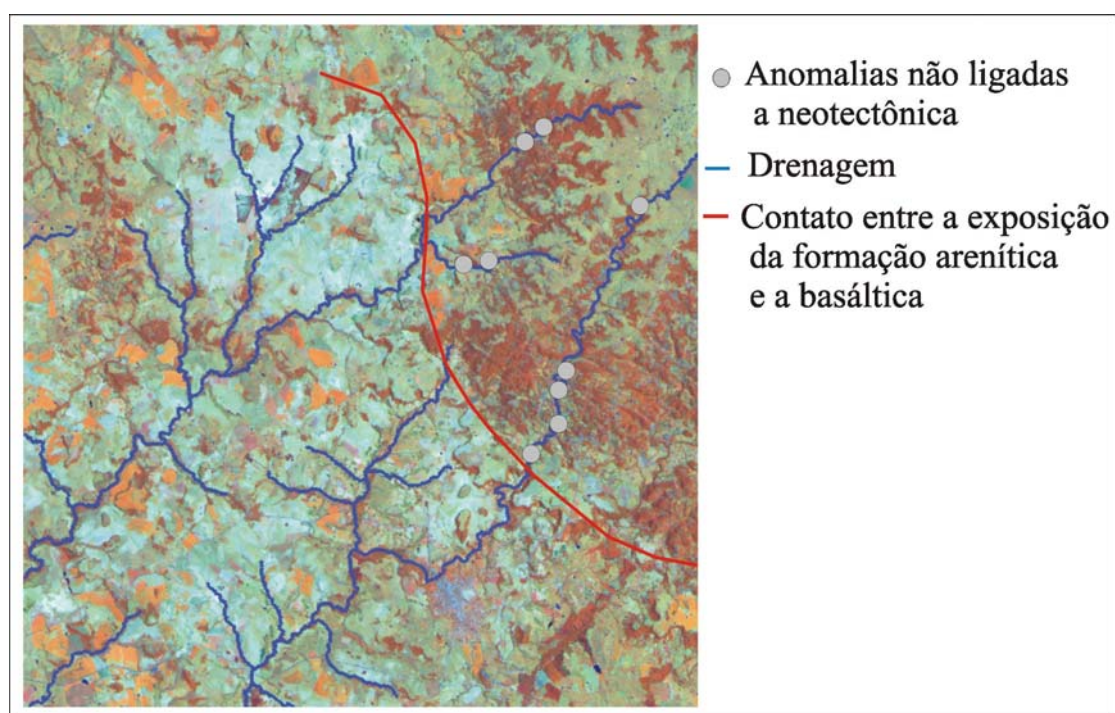 Anomalias não ligadas
a neotectônica
Drenagem
Contato entre a exposição
da formação arenítica
e a basáltica